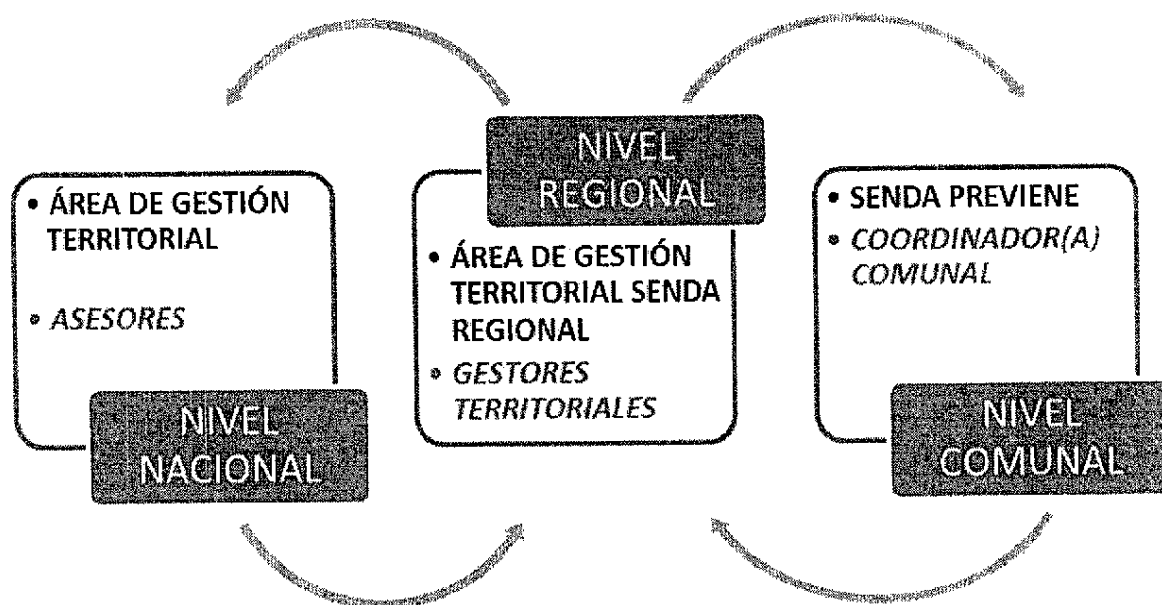 • ÁREA DE GESTIÓN
TERRITORIAL
• ASESORES
NIVEL
NACIONAL
NIVEL
REGIONAL
• ÁREA DE GESTIÓN
TERRITORIAL SENDA
REGIONAL
• GESTORES
TERRITORIALES
• SENDA PREVIENE
• COORDINADOR(A)
COMUNAL
NIVEL
COMUNAL